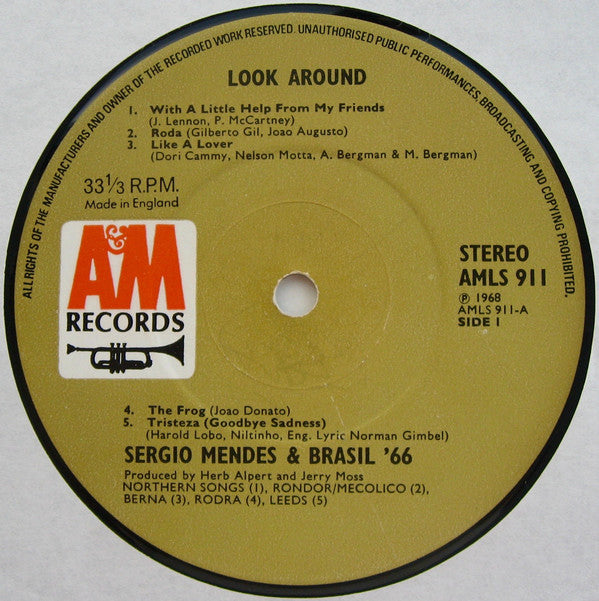 ALL RIGHTS OF THE MANUFACTURERS AND OWNER OF THE RECORDED WORK RESERVED. UNAUTHORISED PUBLIC PERFORMANCES, BROADCASTING AND COPYING PROHIBITED.
LOOK AROUND
1. With A Little Help From My Friends
(J. Lennon, P. McCartney)
2. Roda (Gilberto Gil, Joao Augusto)
3. Like A Lover
(Dori Cammy, Nelson Motta, A. Bergman & M. Bergman)
33 1/3 R.P.M.
Made in England
A&M
RECORDS
STEREO
AMLS 911
℗ 1968
AMLS 911-A
SIDE 1
4. The Frog (Joao Donato)
5. Tristeza (Goodbye Sadness)
(Harold Lobo, Niltinho, Eng. Lyric Norman Gimbel)
SERGIO MENDES & BRASIL '66
Produced by Herb Alpert and Jerry Moss
NORTHERN SONGS (1), RONDOR/MECOLICO (2),
BERNA (3), RODRA (4), LEEDS (5)